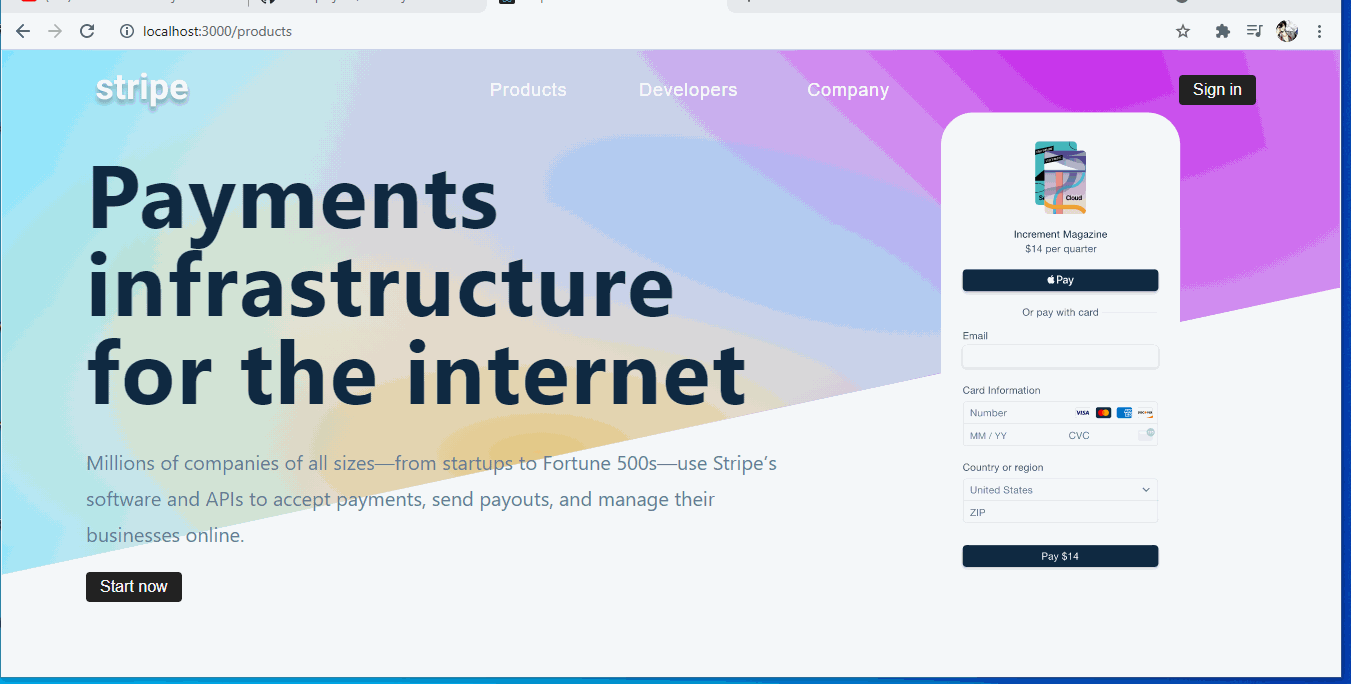 localhost:3000/products
stripe
Products
Developers
Company
Sign in
Payments
infrastructure
for the internet
Millions of companies of all sizes—from startups to Fortune 500s—use Stripe’s
software and APIs to accept payments, send payouts, and manage their
businesses online.
Start now
Cloud
Increment Magazine
$14 per quarter
Pay
Or pay with card
Email
Card Information
Number
VISA
MM / YY
CVC
Country or region
United States
ZIP
Pay $14